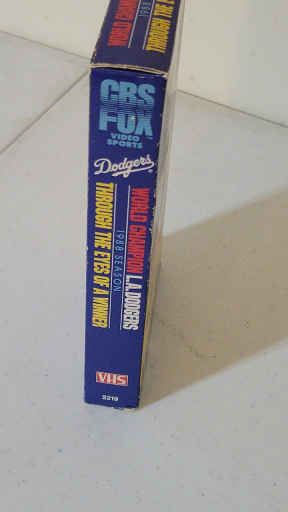 CBS
FOX
VIDEO
SPORTS
Dodgers
WORLD CHAMPION L.A. DODGERS
1988 SEASON
THROUGH THE EYES OF A WINNER
VHS
2219